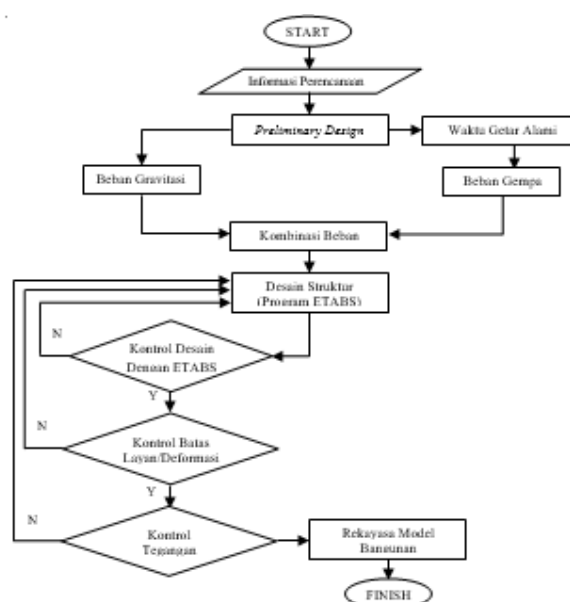 START
Informasi Perencanaan
Preliminary Design
Waktu Getar Alami
Beban Gravitasi
Beban Gempa
Kombinasi Beban
Desain Struktur
(Program ETABS)
N
Kontrol Desain
Dengan ETABS
Y
N
Kontrol Batas
Layan/Deformasi
Y
N
Kontrol
Tegangan
Rekayasa Model
Bangunan
FINISH